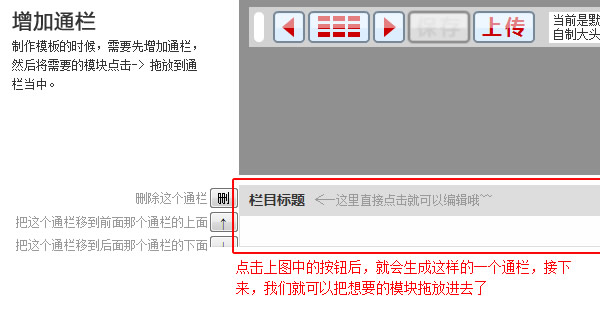 增加通栏
制作模板的时候，需要先增加通栏，
然后将需要的模块点击-> 拖放到通
栏当中。
保存
上传
当前是默
自制大头
删除这个通栏
删
栏目标题
<—这里直接点击就可以编辑哦~~
把这个通栏移到前面那个通栏的上面
↑
把这个通栏移到后面那个通栏的下面
点击上图中的按钮后，就会生成这样的一个通栏，接下
来，我们就可以把想要的模块拖放进去了